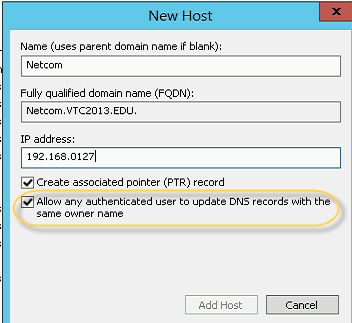 New Host
x
Name (uses parent domain name if blank):
Netcom
Fully qualified domain name (FQDN):
Netcom.VTC2013.EDU.
IP address:
192.168.0127
Create associated pointer (PTR) record
Allow any authenticated user to update DNS records with the
same owner name
Add Host
Cancel